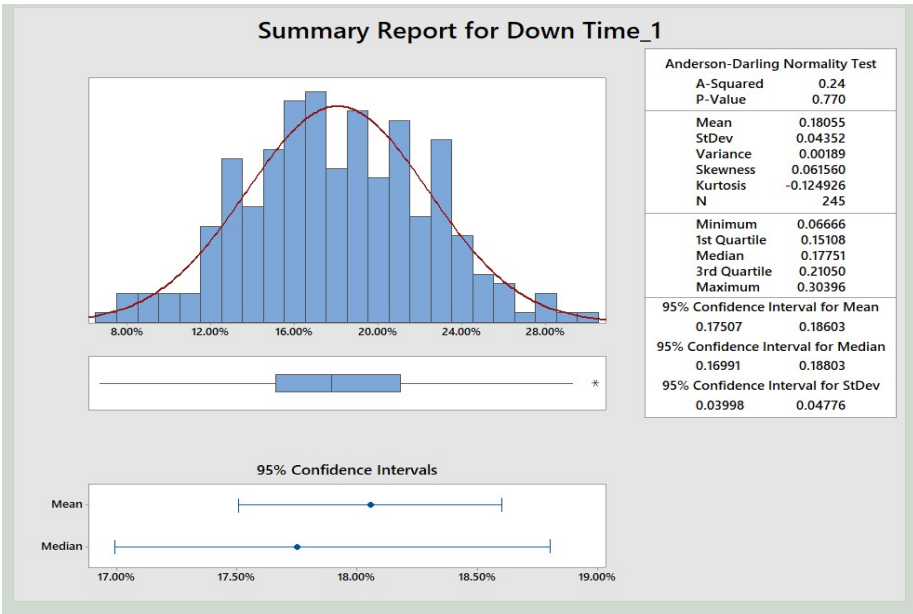 Summary Report for Down Time_1
8.00% 12.00% 16.00% 20.00% 24.00% 28.00%
*
95% Confidence Intervals
Mean
Median
17.00% 17.50% 18.00% 18.50% 19.00%
Anderson-Darling Normality Test
A-Squared 0.24
P-Value 0.770
Mean 0.18055
StDev 0.04352
Variance 0.00189
Skewness 0.061560
Kurtosis -0.124926
N 245
Minimum 0.06666
1st Quartile 0.15108
Median 0.17751
3rd Quartile 0.21050
Maximum 0.30396
95% Confidence Interval for Mean
0.17507 0.18603
95% Confidence Interval for Median
0.16991 0.18803
95% Confidence Interval for StDev
0.03998 0.04776